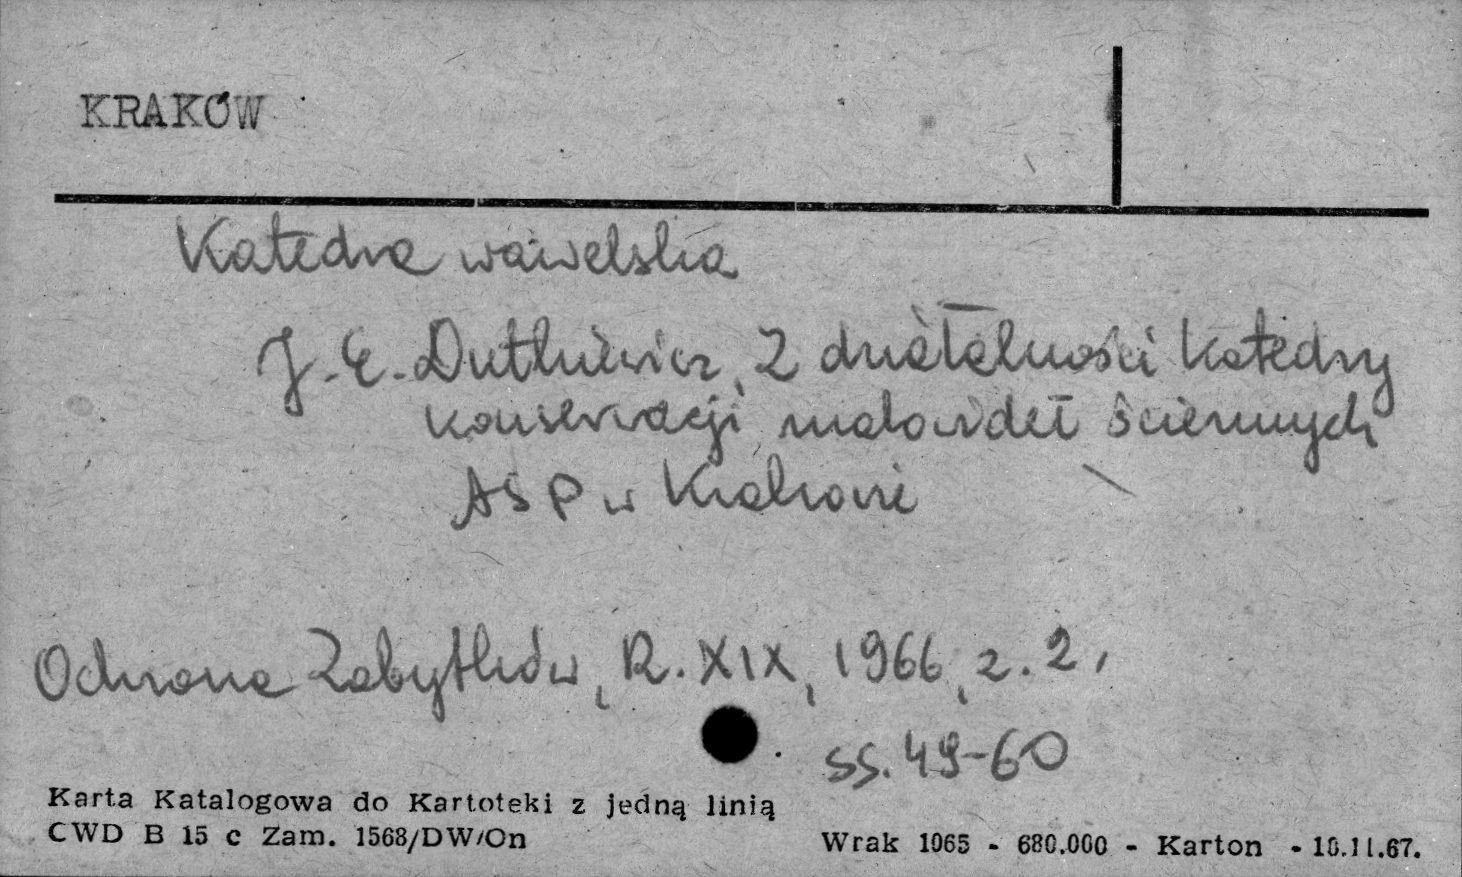 KRAKÓW
Katedra wawelska
J. E. Dutkiewicz, Z działalności Katedry
konserwacji malowideł ściennych
ASP w Krakowie
Ochrona Zabytków, R. XIX, 1966, z. 2,
ss. 49-60
Karta Katalogowa do Kartoteki z jedną linią
CWD B 15 c Zam. 1568/DW/On
Wrak 1065 - 680.000 - Karton - 10.11.67.